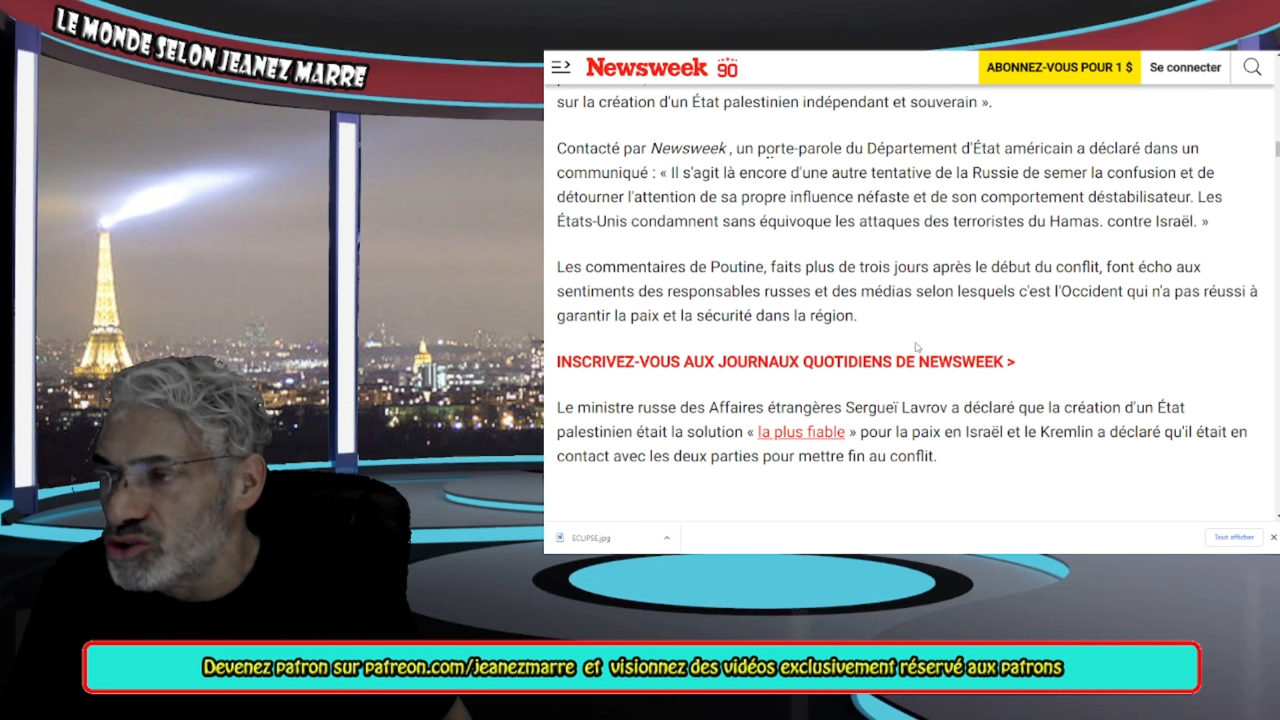 LE MONDE SELON JEANEZ MARRE
Newsweek 90
ABONNEZ-VOUS POUR 1 $
Se connecter
sur la création d'un État palestinien indépendant et souverain ».
Contacté par Newsweek , un porte-parole du Département d'État américain a déclaré dans un
communiqué : « Il s'agit là encore d'une autre tentative de la Russie de semer la confusion et de
détourner l'attention de sa propre influence néfaste et de son comportement déstabilisateur. Les
États-Unis condamnent sans équivoque les attaques des terroristes du Hamas. contre Israël. »
Les commentaires de Poutine, faits plus de trois jours après le début du conflit, font écho aux
sentiments des responsables russes et des médias selon lesquels c'est l'Occident qui n'a pas réussi à
garantir la paix et la sécurité dans la région.
INSCRIVEZ-VOUS AUX JOURNAUX QUOTIDIENS DE NEWSWEEK >
Le ministre russe des Affaires étrangères Sergueï Lavrov a déclaré que la création d'un État
palestinien était la solution « la plus fiable » pour la paix en Israël et le Kremlin a déclaré qu'il était en
contact avec les deux parties pour mettre fin au conflit.
ECLIPSE.jpg
Tout afficher
Devenez patron sur patreon.com/jeanezmarre et visionnez des vidéos exclusivement réservé aux patrons